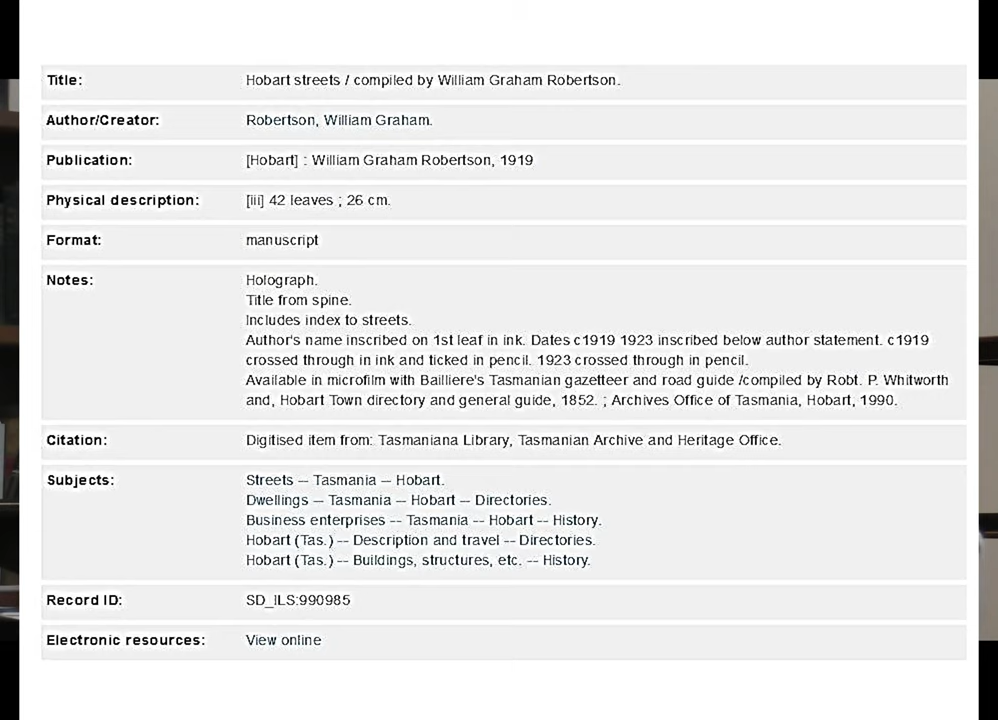 Title: Hobart streets / compiled by William Graham Robertson.
Author/Creator: Robertson, William Graham.
Publication: [Hobart] : William Graham Robertson, 1919
Physical description: [iii] 42 leaves ; 26 cm.
Format: manuscript
Notes: Holograph.
Title from spine.
Includes index to streets.
Author's name inscribed on 1st leaf in ink. Dates c1919 1923 inscribed below author statement. c1919
crossed through in ink and ticked in pencil. 1923 crossed through in pencil.
Available in microfilm with Bailliere's Tasmanian gazetteer and road guide /compiled by Robt. P. Whitworth
and, Hobart Town directory and general guide, 1852. ; Archives Office of Tasmania, Hobart, 1990.
Citation: Digitised item from: Tasmaniana Library, Tasmanian Archive and Heritage Office.
Subjects: Streets -- Tasmania -- Hobart.
Dwellings -- Tasmania -- Hobart -- Directories.
Business enterprises -- Tasmania -- Hobart -- History.
Hobart (Tas.) -- Description and travel -- Directories.
Hobart (Tas.) -- Buildings, structures, etc. -- History.
Record ID: SD_ILS:990985
Electronic resources: View online